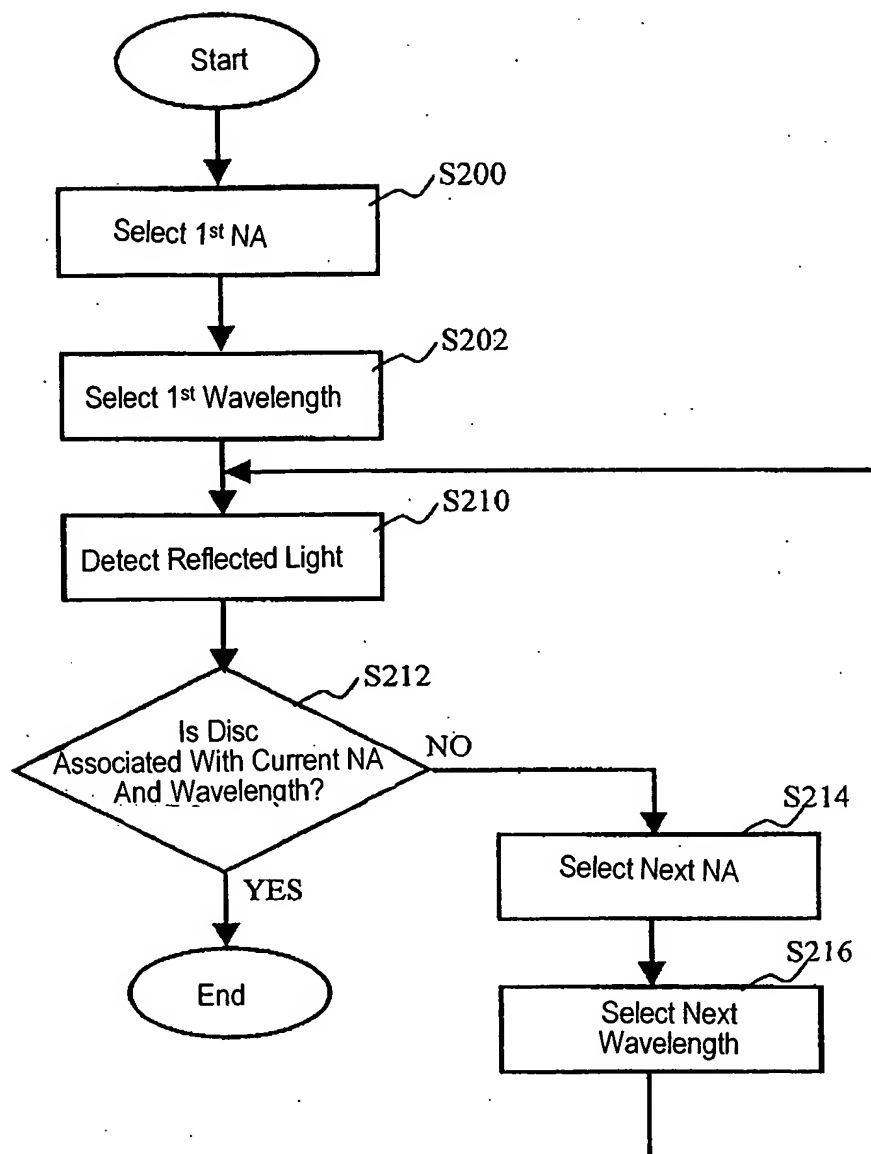 Start
S200
Select 1st NA
S202
Select 1st Wavelength
S210
Detect Reflected Light
S212
Is Disc
Associated With Current NA
And Wavelength?
NO
S214
Select Next NA
YES
S216
End
Select Next
Wavelength